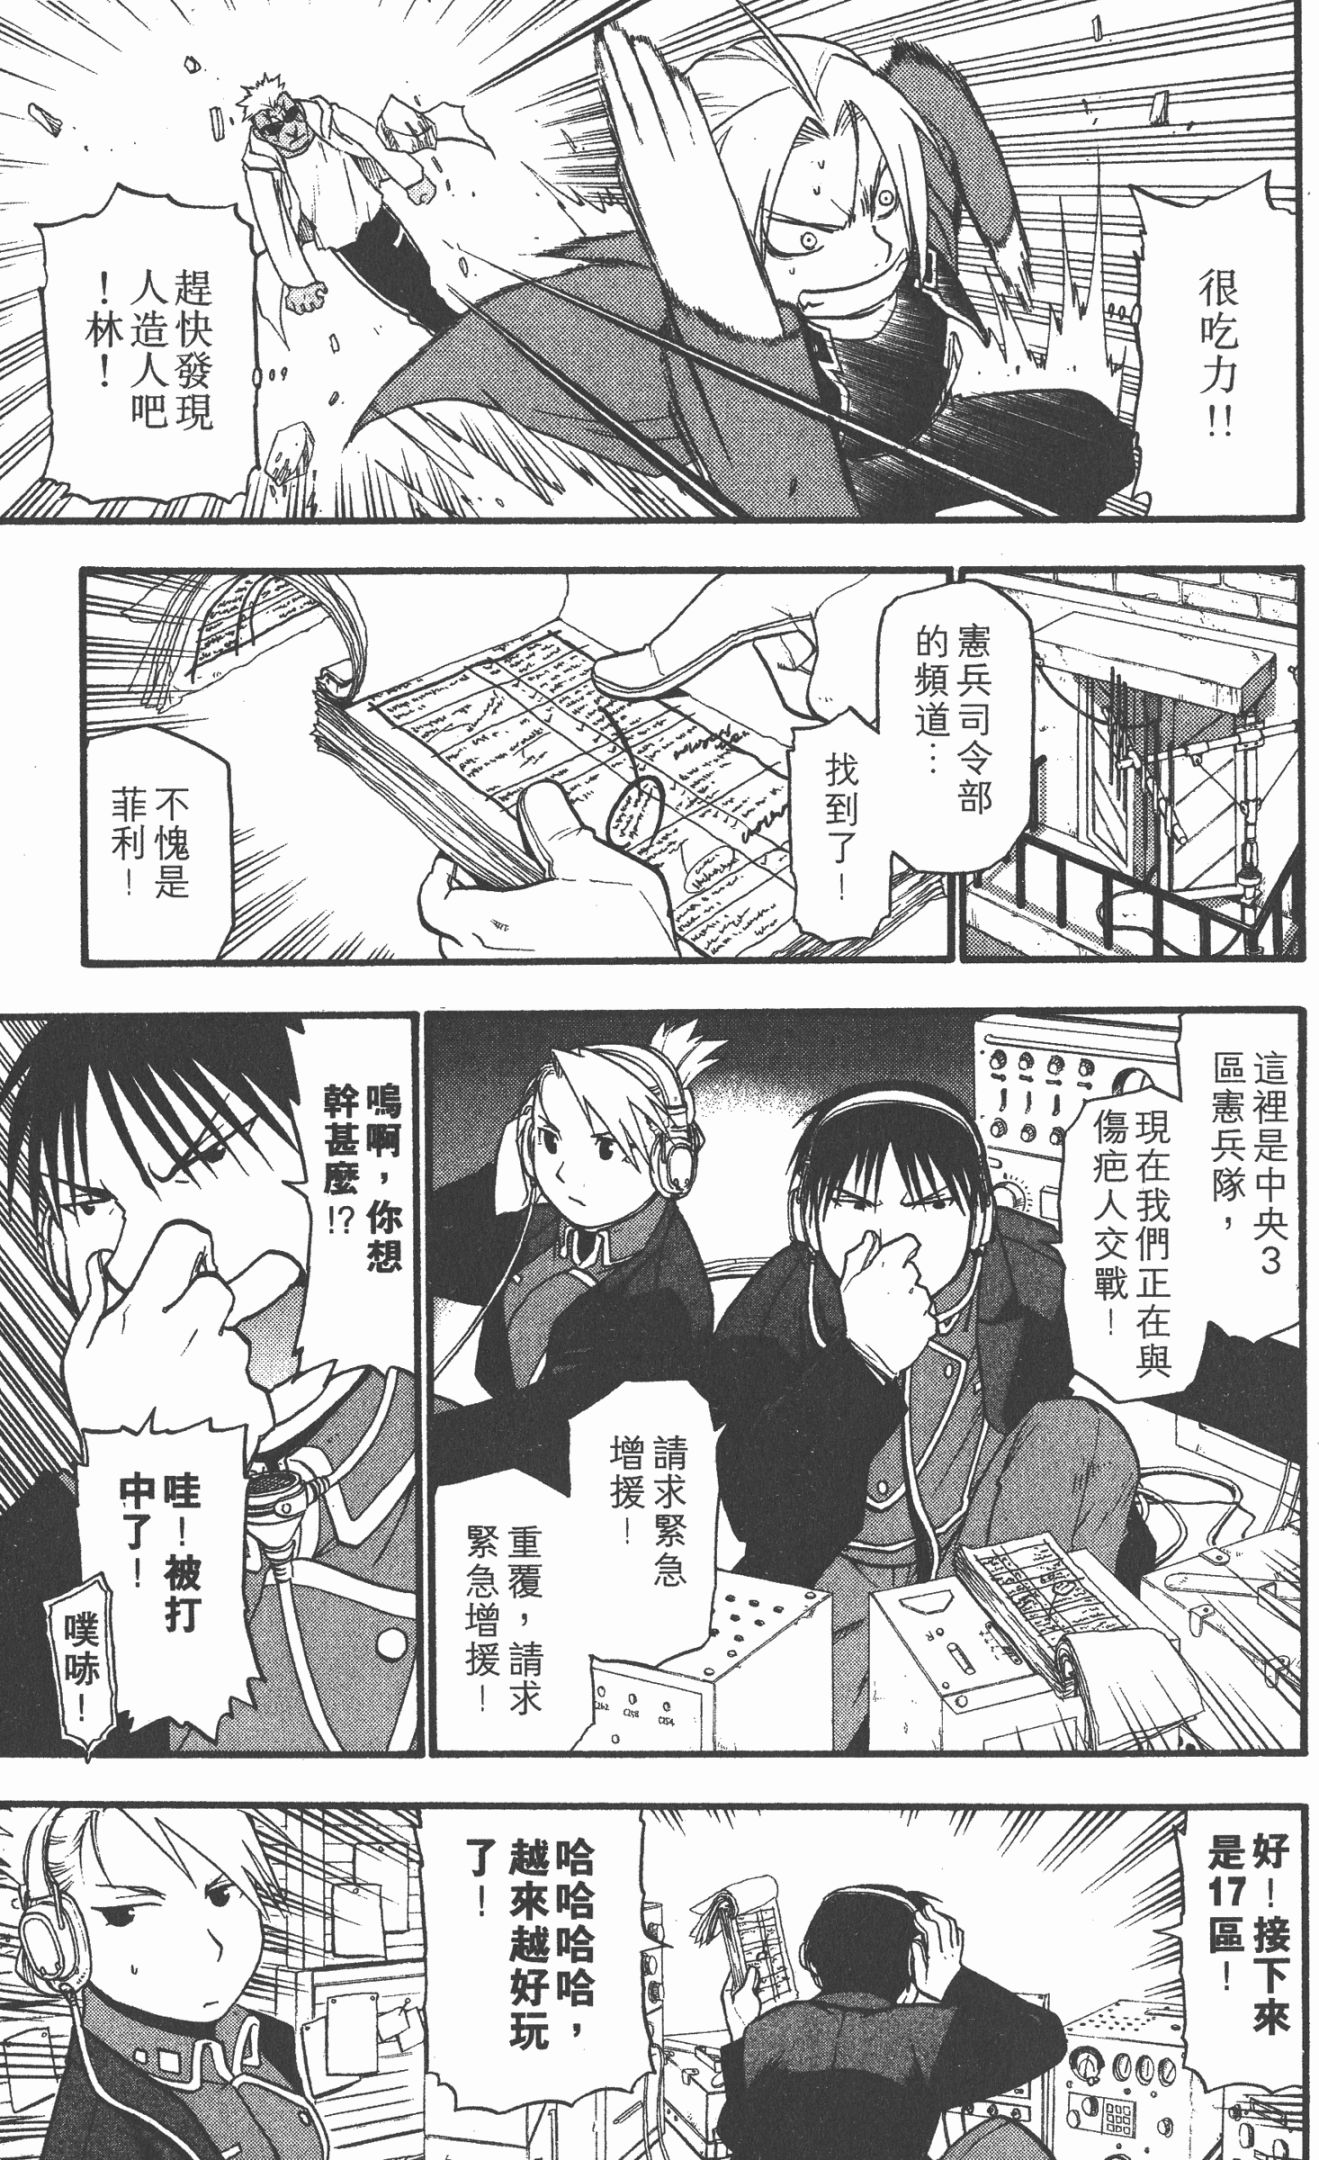 很吃力!!
趕快發現
人造人吧
！林！
憲兵司令部
的頻道…
找到了！
不愧是
菲利！
這裡是中央3
區憲兵隊，
現在我們正在與
傷疤人交戰！
請求緊急
增援！
重覆，請求
緊急增援！
嗚啊，你想
幹甚麼!?
哇！被打
中了！
噗哧！
好！接下來
是17區！
哈哈哈哈，
越來越好玩
了！